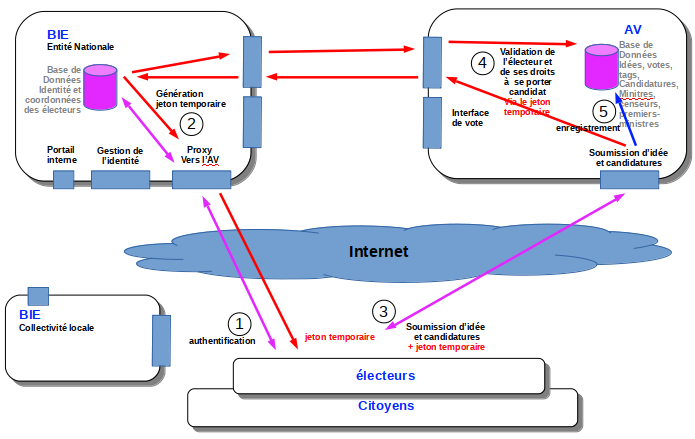 BIE
Entité Nationale
Base de
Données
Identité et
coordonnées
des électeurs
Génération
jeton temporaire
2
Portail
interne
Gestion de
l'identité
Proxy
Vers l'AV
AV
Base de
Données
Idées, votes,
tags,
Candidatures,
Minitres,
censeurs,
premiers-
ministres
4
Validation de
l'électeur et
de ses droits
à se porter
candidat
Via le jeton
temporaire
Interface
de vote
5
enregistrement
Soumission d'idée
et candidatures
Internet
BIE
Collectivité locale
1
authentification
jeton temporaire
3
Soumission d'idée
et candidatures
+ jeton temporaire
électeurs
Citoyens